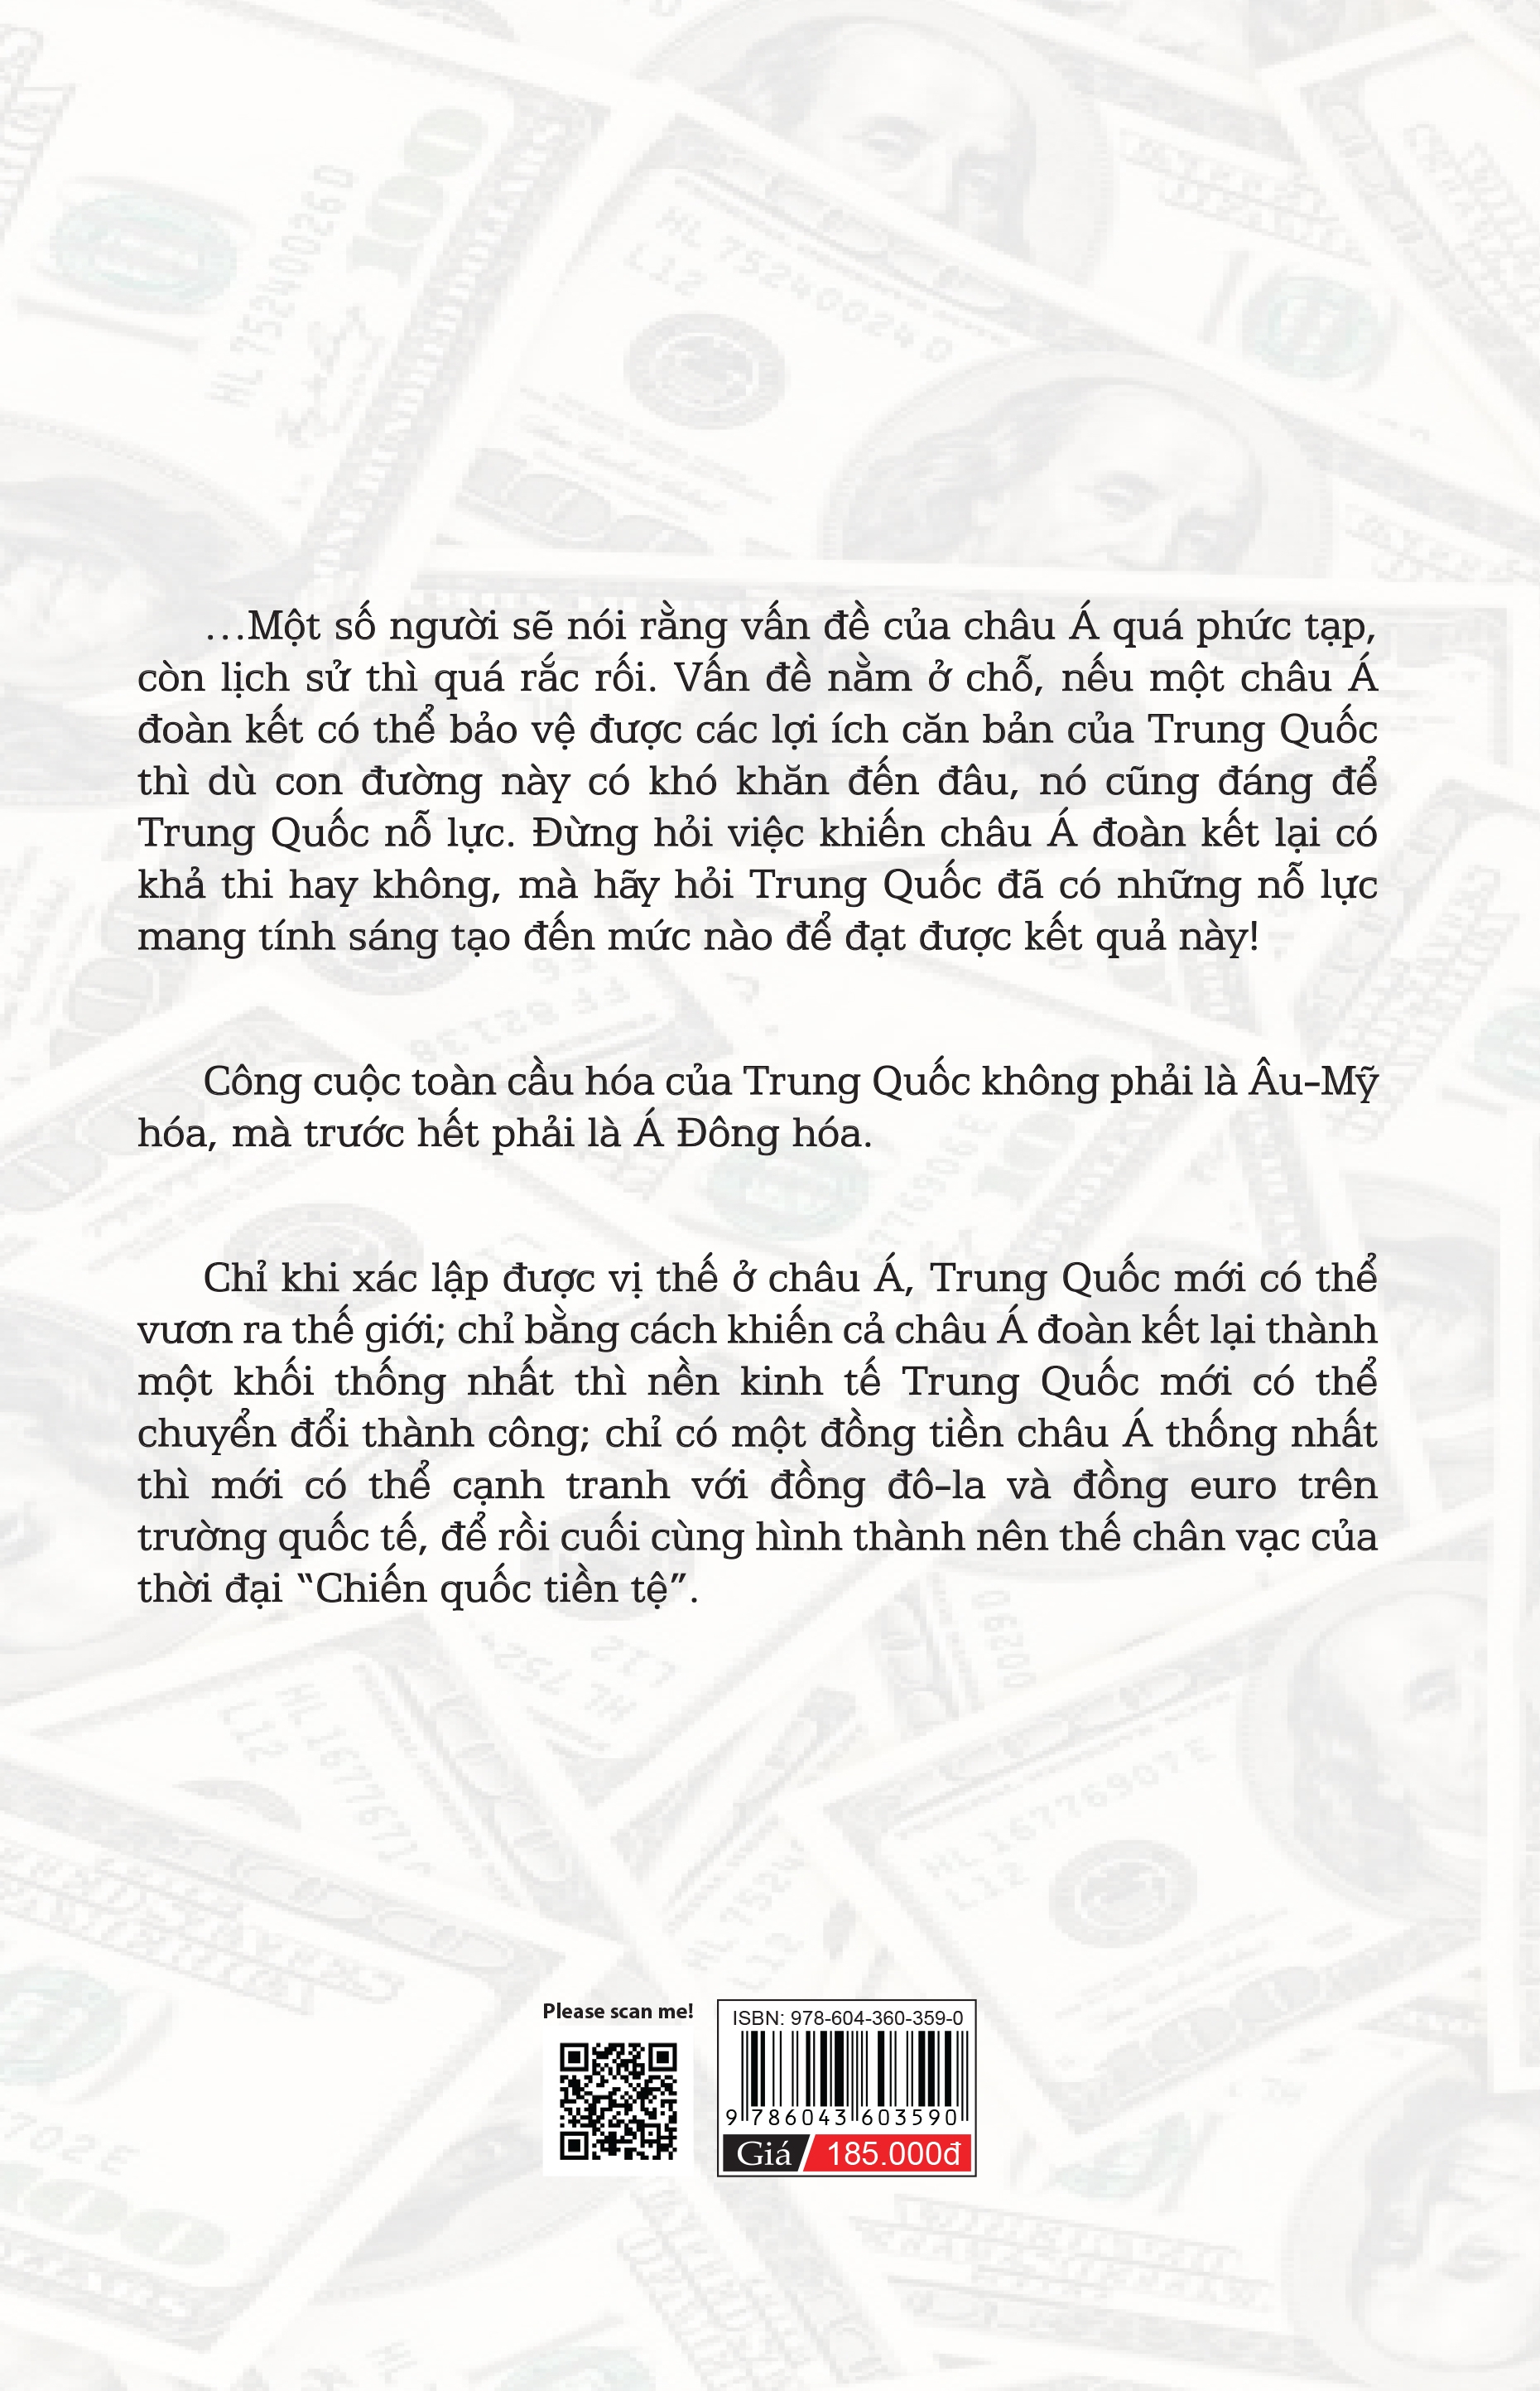 HL 75240026D
100
HL 75240024 D
L12
…Một số người sẽ nói rằng vấn đề của châu Á quá phức tạp,
còn lịch sử thì quá rắc rối. Vấn đề nằm ở chỗ, nếu một châu Á
đoàn kết có thể bảo vệ được các lợi ích căn bản của Trung Quốc
thì dù con đường này có khó khăn đến đâu, nó cũng đáng để
Trung Quốc nỗ lực. Đừng hỏi việc khiến châu Á đoàn kết lại có
khả thi hay không, mà hãy hỏi Trung Quốc đã có những nỗ lực
mang tính sáng tạo đến mức nào để đạt được kết quả này!
Công cuộc toàn cầu hóa của Trung Quốc không phải là Âu–Mỹ
hóa, mà trước hết phải là Á Đông hóa.
Chỉ khi xác lập được vị thế ở châu Á, Trung Quốc mới có thể
vươn ra thế giới; chỉ bằng cách khiến cả châu Á đoàn kết lại thành
một khối thống nhất thì nền kinh tế Trung Quốc mới có thể
chuyển đổi thành công; chỉ có một đồng tiền châu Á thống nhất
thì mới có thể cạnh tranh với đồng đô–la và đồng euro trên
trường quốc tế, để rồi cuối cùng hình thành nên thế chân vạc của
thời đại “Chiến quốc tiền tệ”.
HL 16776907 E
L12
Please scan me!
ISBN: 978-604-360-359-0
9 786043 603590
Giá 185.000đ